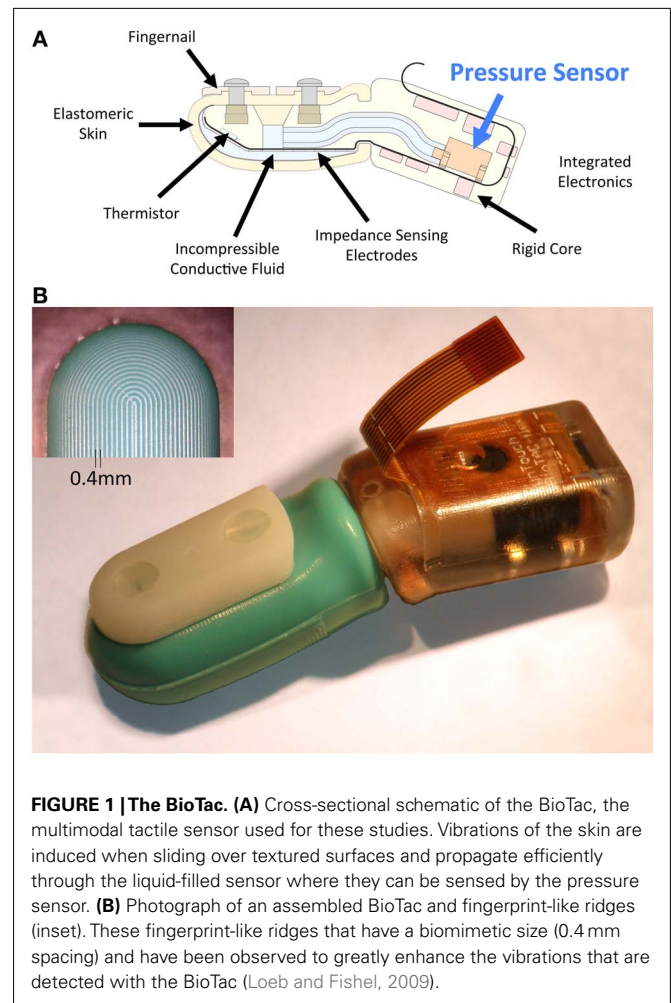 A
Fingernail
Pressure Sensor
Elastomeric
Skin
Integrated
Electronics
Thermistor
Incompressible
Conductive Fluid
Impedance Sensing
Electrodes
Rigid Core
B
0.4mm
FIGURE 1 | The BioTac. (A) Cross-sectional schematic of the BioTac, the
multimodal tactile sensor used for these studies. Vibrations of the skin are
induced when sliding over textured surfaces and propagate efficiently
through the liquid-filled sensor where they can be sensed by the pressure
sensor. (B) Photograph of an assembled BioTac and fingerprint-like ridges
(inset). These fingerprint-like ridges that have a biomimetic size (0.4 mm
spacing) and have been observed to greatly enhance the vibrations that are
detected with the BioTac (Loeb and Fishel, 2009).